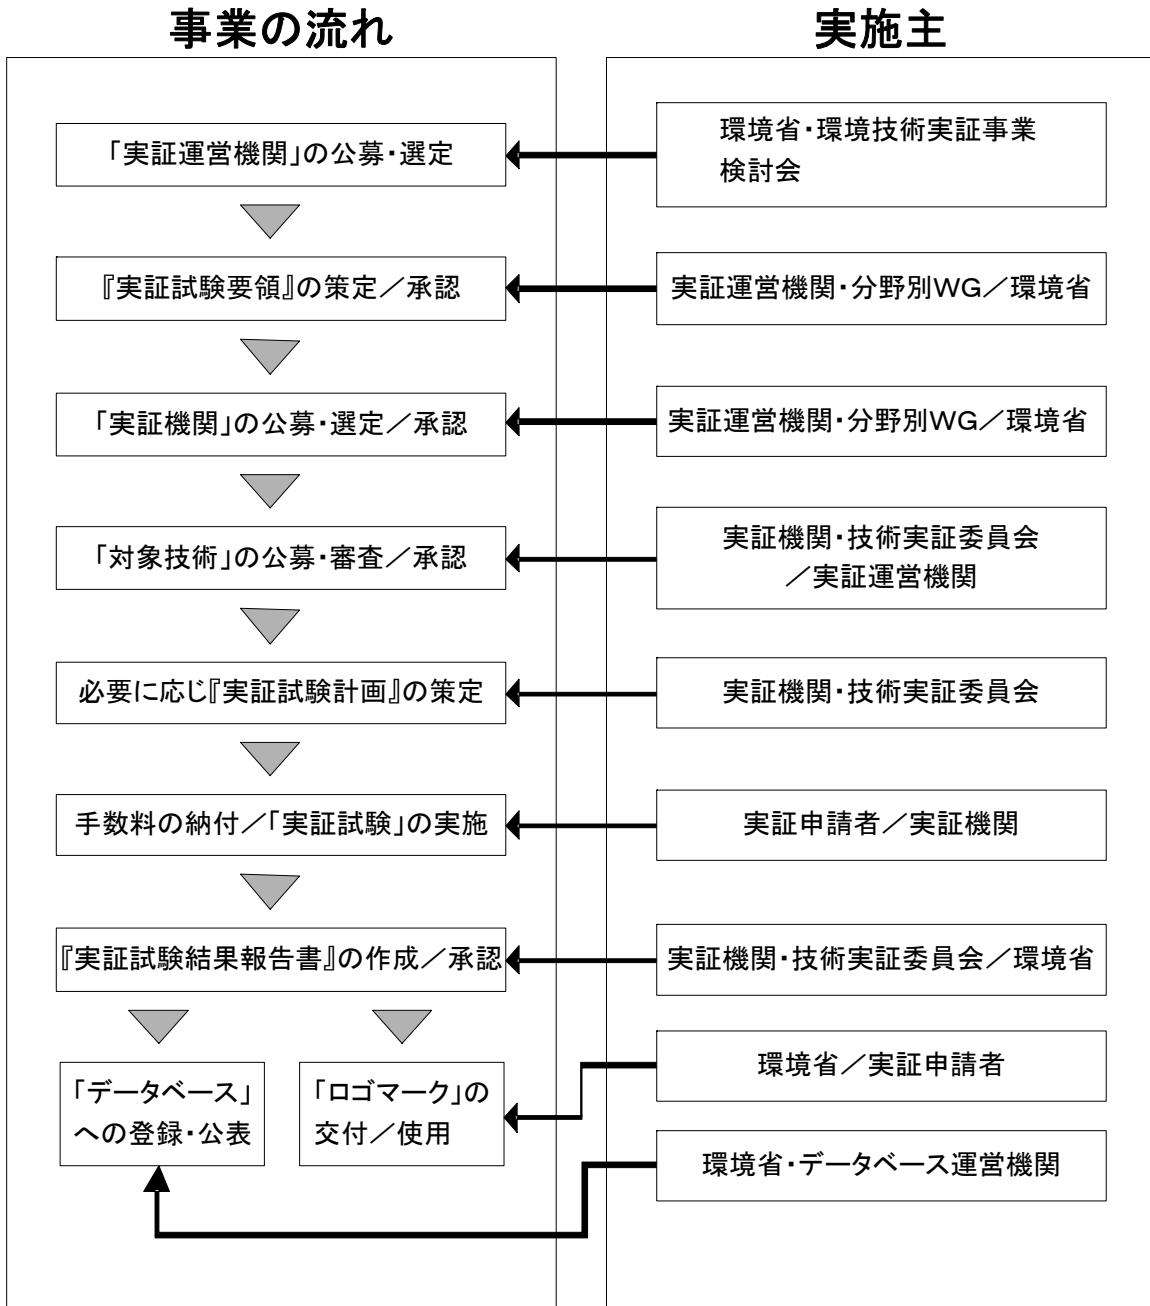 事業の流れ
実施主
「実証運営機関」の公募・選定
環境省・環境技術実証事業
検討会
『実証試験要領』の策定／承認
実証運営機関・分野別WG／環境省
「実証機関」の公募・選定／承認
実証運営機関・分野別WG／環境省
「対象技術」の公募・審査／承認
実証機関・技術実証委員会
／実証運営機関
必要に応じ『実証試験計画』の策定
実証機関・技術実証委員会
手数料の納付／「実証試験」の実施
実証申請者／実証機関
『実証試験結果報告書』の作成／承認
実証機関・技術実証委員会／環境省
「データベース」
への登録・公表
「ロゴマーク」の
交付／使用
環境省／実証申請者
環境省・データベース運営機関